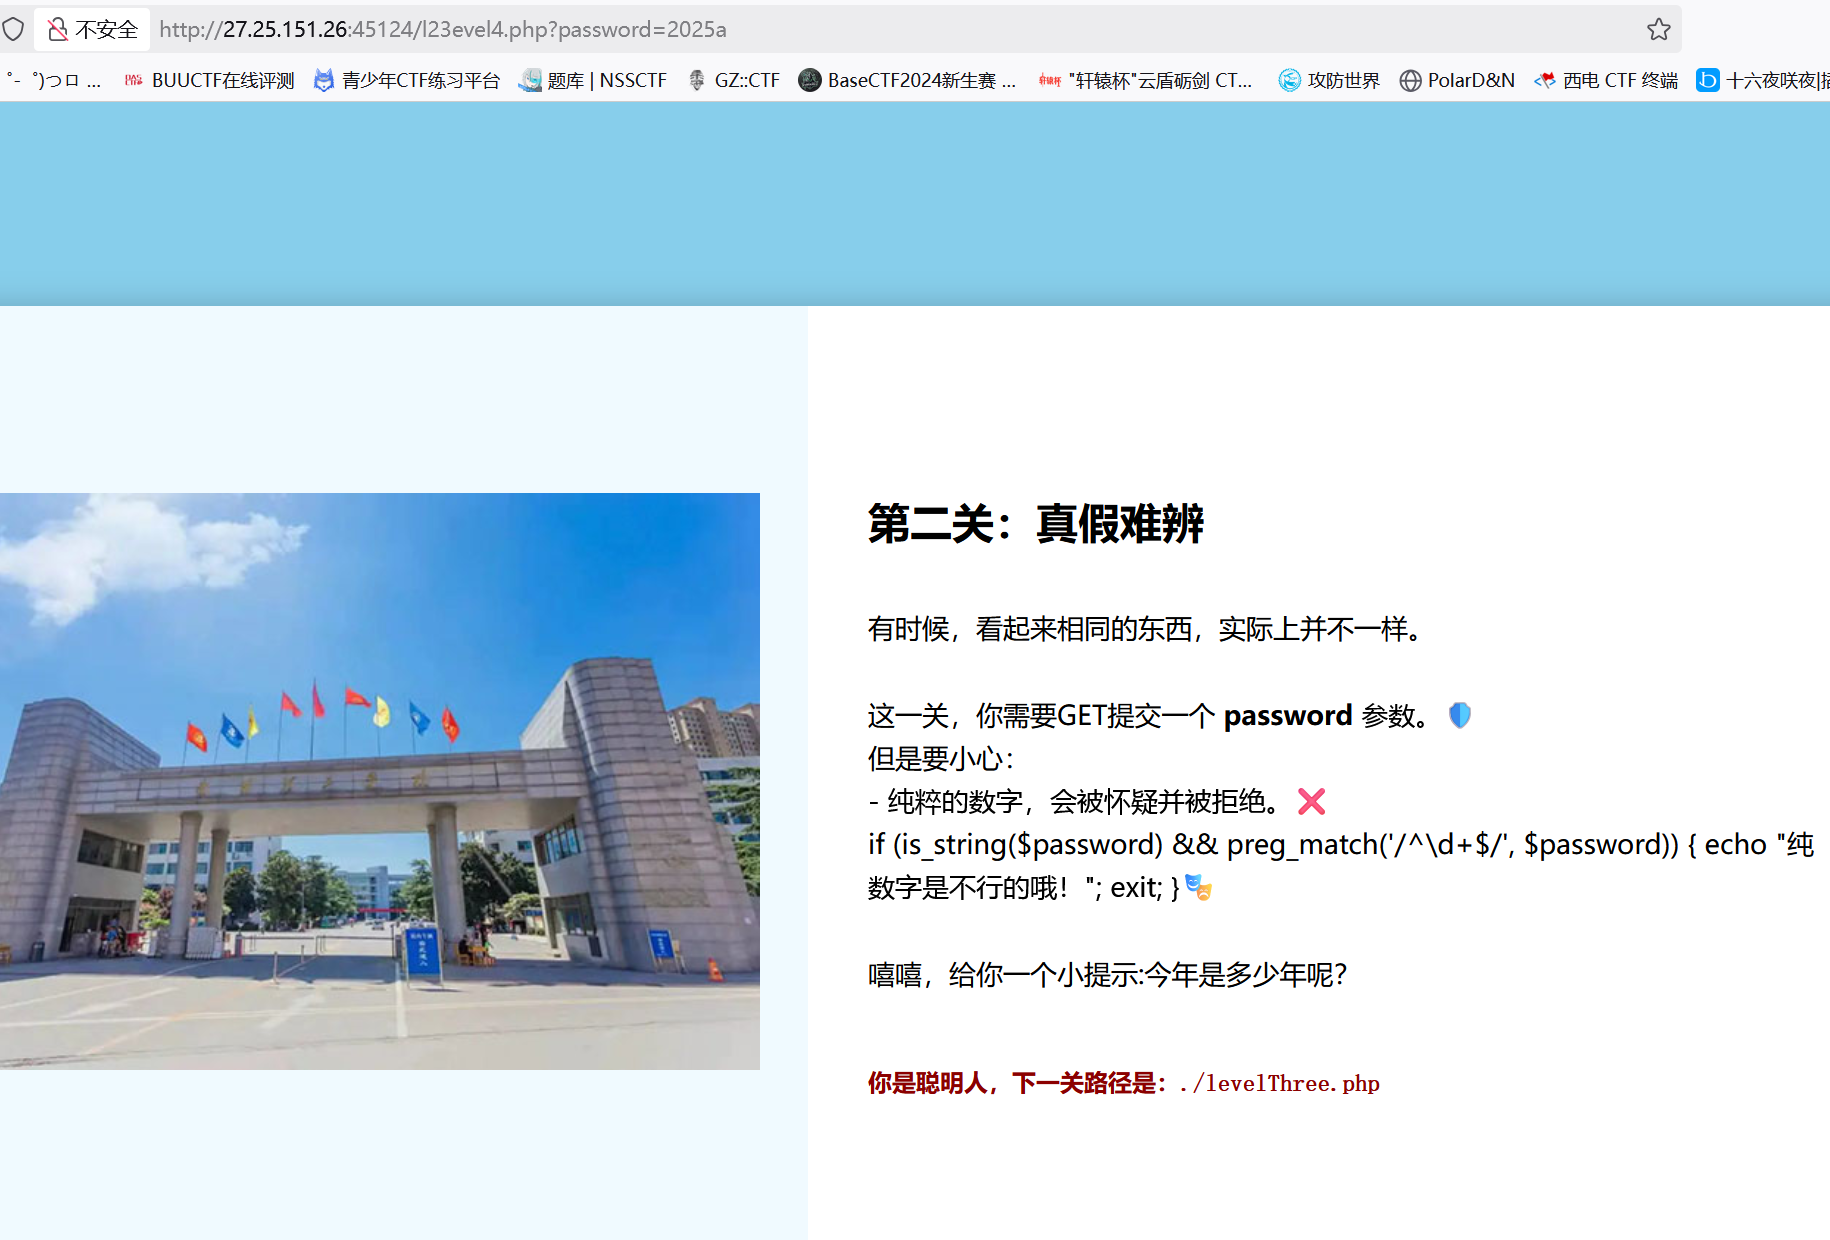 不安全 http://27.25.151.26:45124/l23evel4.php?password=2025a
゜- ゜)つロ ... BUUCTF在线评测 青少年CTF练习平台 题库 | NSSCTF GZ::CTF BaseCTF2024新生赛 ... "轩辕杯"云盾砺剑 CT... 攻防世界 PolarD&N 西电 CTF 终端 十六夜咲夜|插
第二关：真假难辨
有时候，看起来相同的东西，实际上并不一样。
这一关，你需要GET提交一个 password 参数。🛡️
但是要小心：
- 纯粹的数字，会被怀疑并被拒绝。❌
if (is_string($password) && preg_match('/^\d+$/', $password)) { echo "纯
数字是不行的哦！"; exit; }🎭
嘻嘻，给你一个小提示:今年是多少年呢？
你是聪明人，下一关路径是：./levelThree.php